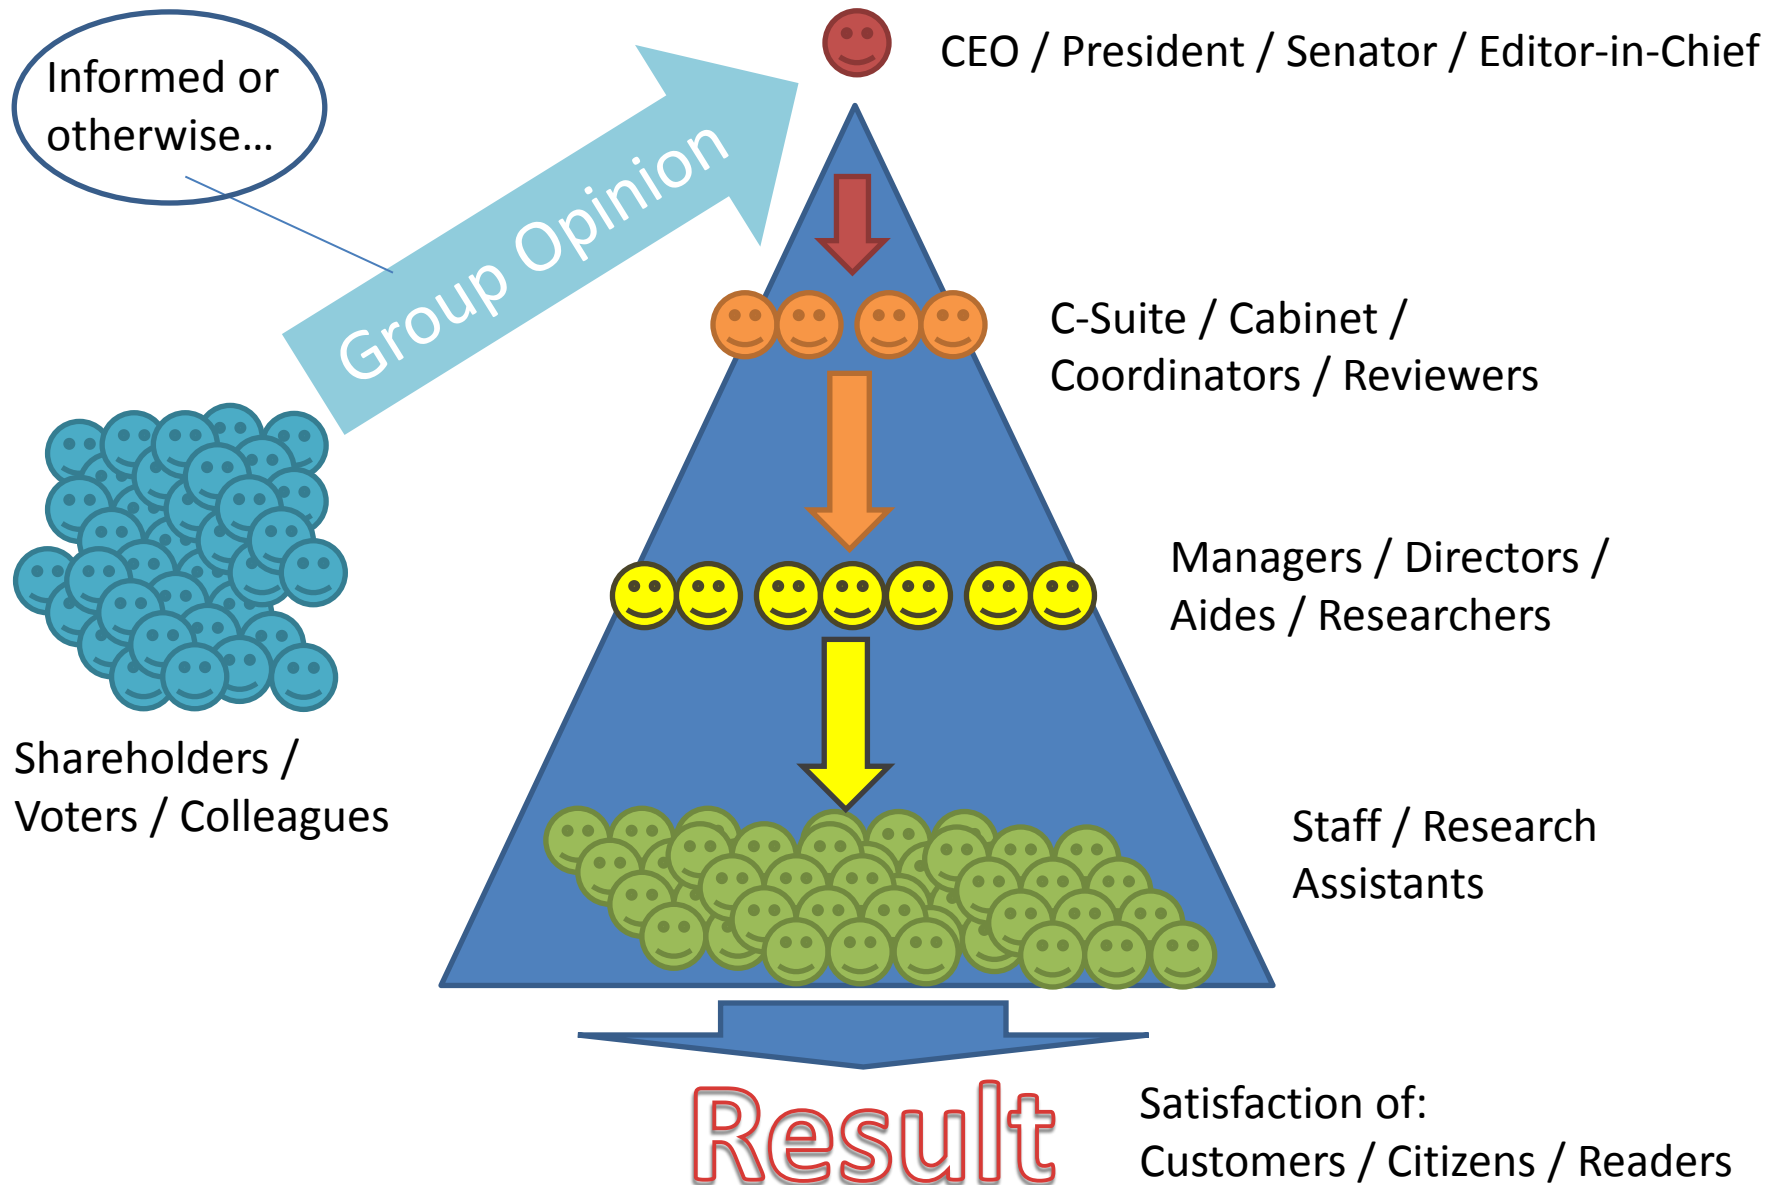 Informed or
otherwise…
CEO / President / Senator / Editor-in-Chief
Group Opinion
C-Suite / Cabinet /
Coordinators / Reviewers
Managers / Directors /
Aides / Researchers
Shareholders /
Voters / Colleagues
Staff / Research
Assistants
Result
Satisfaction of:
Customers / Citizens / Readers